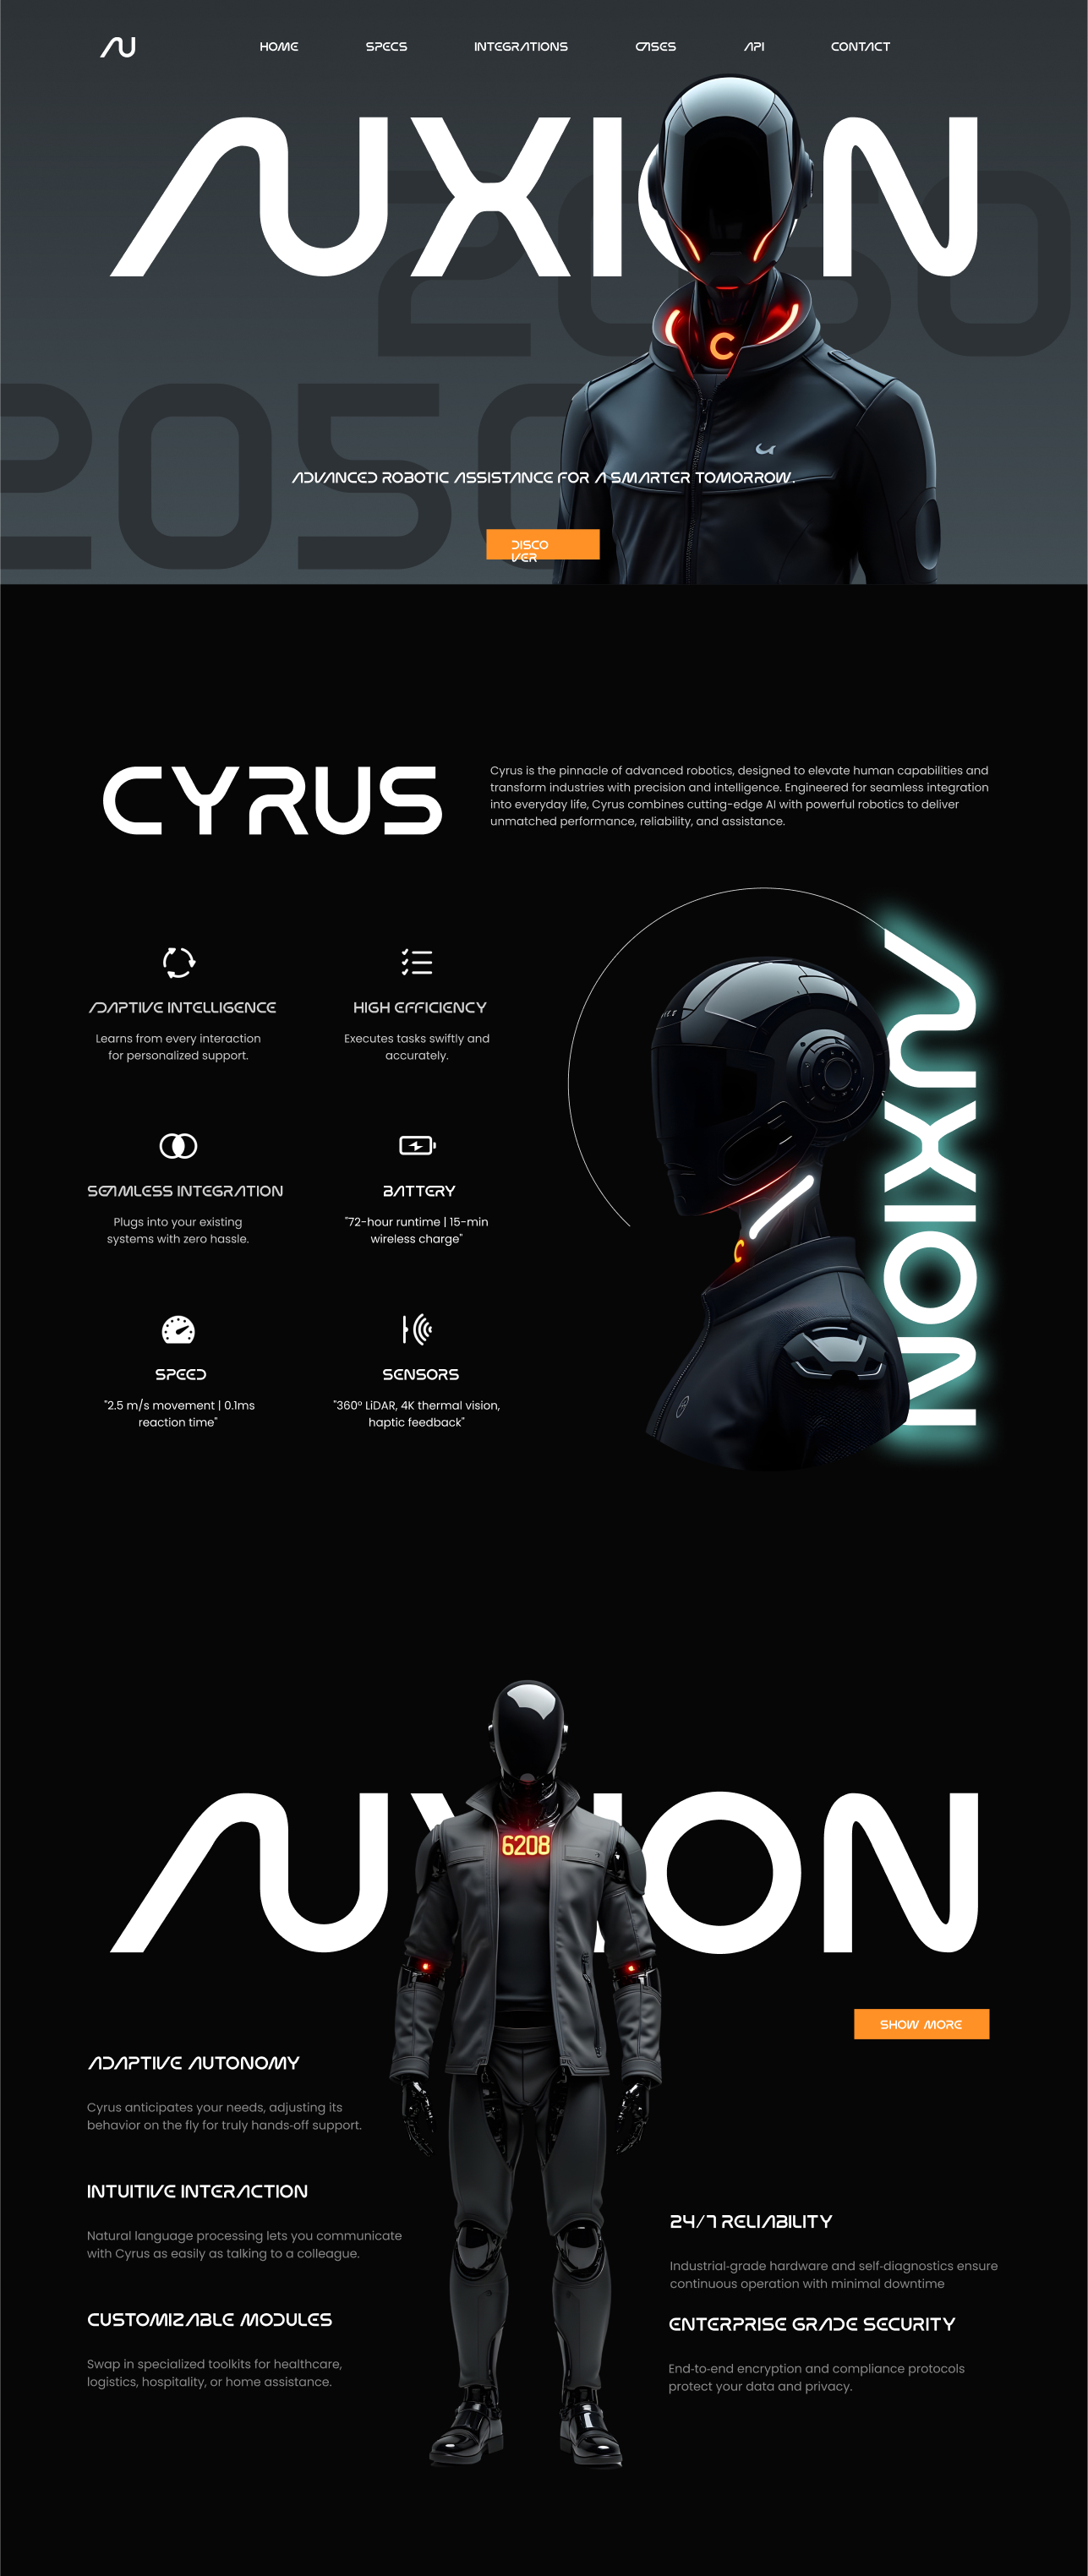 AU
HOME SPECS INTEGRATIONS CASES API CONTACT
AUXION
2050
2050
C
ADVANCED ROBOTIC ASSISTANCE FOR A SMARTER TOMORROW.
DISCO
VER
CYRUS
Cyrus is the pinnacle of advanced robotics, designed to elevate human capabilities and
transform industries with precision and intelligence. Engineered for seamless integration
into everyday life, Cyrus combines cutting-edge AI with powerful robotics to deliver
unmatched performance, reliability, and assistance.
ADAPTIVE INTELLIGENCE
Learns from every interaction
for personalized support.
HIGH EFFICIENCY
Executes tasks swiftly and
accurately.
SEAMLESS INTEGRATION
Plugs into your existing
systems with zero hassle.
BATTERY
"72-hour runtime | 15-min
wireless charge"
SPEED
"2.5 m/s movement | 0.1ms
reaction time"
SENSORS
"360° LiDAR, 4K thermal vision,
haptic feedback"
C
AUXION
AUXION
6208
SHOW MORE
ADAPTIVE AUTONOMY
Cyrus anticipates your needs, adjusting its
behavior on the fly for truly hands-off support.
INTUITIVE INTERACTION
Natural language processing lets you communicate
with Cyrus as easily as talking to a colleague.
CUSTOMIZABLE MODULES
Swap in specialized toolkits for healthcare,
logistics, hospitality, or home assistance.
24/7 RELIABILITY
Industrial-grade hardware and self-diagnostics ensure
continuous operation with minimal downtime
ENTERPRISE GRADE SECURITY
End-to-end encryption and compliance protocols
protect your data and privacy.